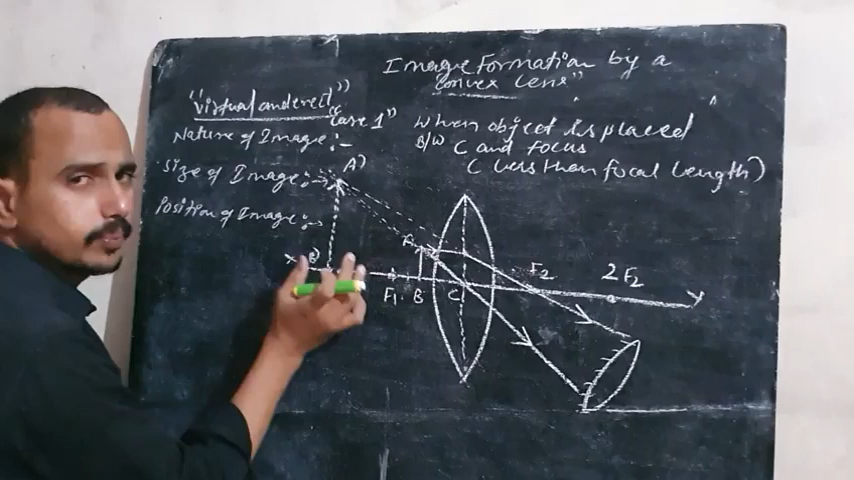 Image Formation by a
Convex Lens"
"Virtual and erect"
"Case 1"
When object is placed
B/W C and focus
(Less than focal length)
Nature of Image :-
Size of Image :→
Position of Image :→
A'
X B'
A
F1 B C
F2
2F2
Y